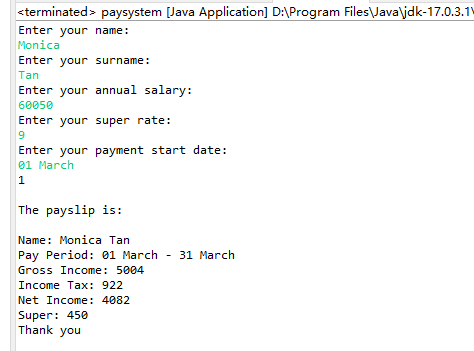 <terminated> paysystem [Java Application] D:\Program Files\Java\jdk-17.0.3.1\
Enter your name:
Monica
Enter your surname:
Tan
Enter your annual salary:
60050
Enter your super rate:
9
Enter your payment start date:
01 March
1
The payslip is:
Name: Monica Tan
Pay Period: 01 March - 31 March
Gross Income: 5004
Income Tax: 922
Net Income: 4082
Super: 450
Thank you